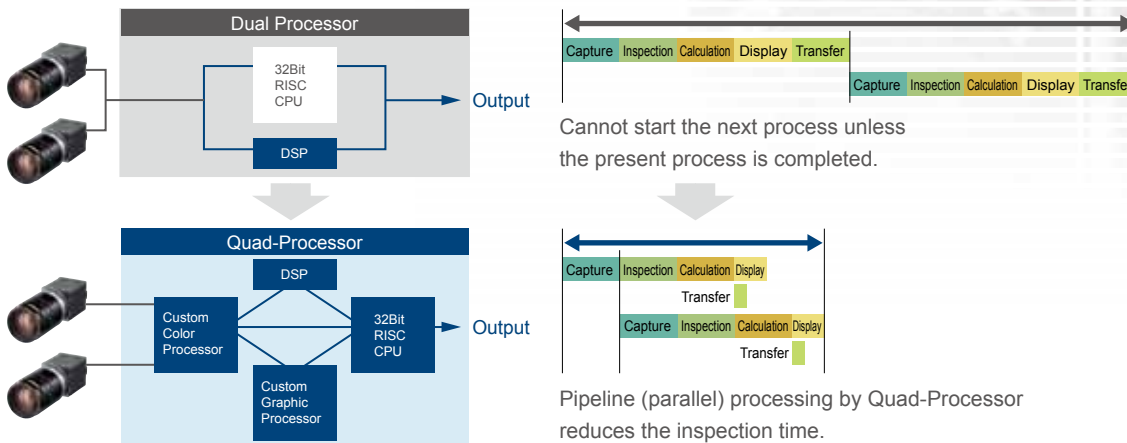 Dual Processor
32Bit
RISC
CPU
DSP
Output
Capture Inspection Calculation Display Transfer
Capture Inspection Calculation Display Transfe
Cannot start the next process unless
the present process is completed.
Quad-Processor
DSP
Custom
Color
Processor
32Bit
RISC
CPU
Custom
Graphic
Processor
Output
Capture Inspection Calculation Display
Transfer
Capture Inspection Calculation Display
Transfer
Pipeline (parallel) processing by Quad-Processor
reduces the inspection time.